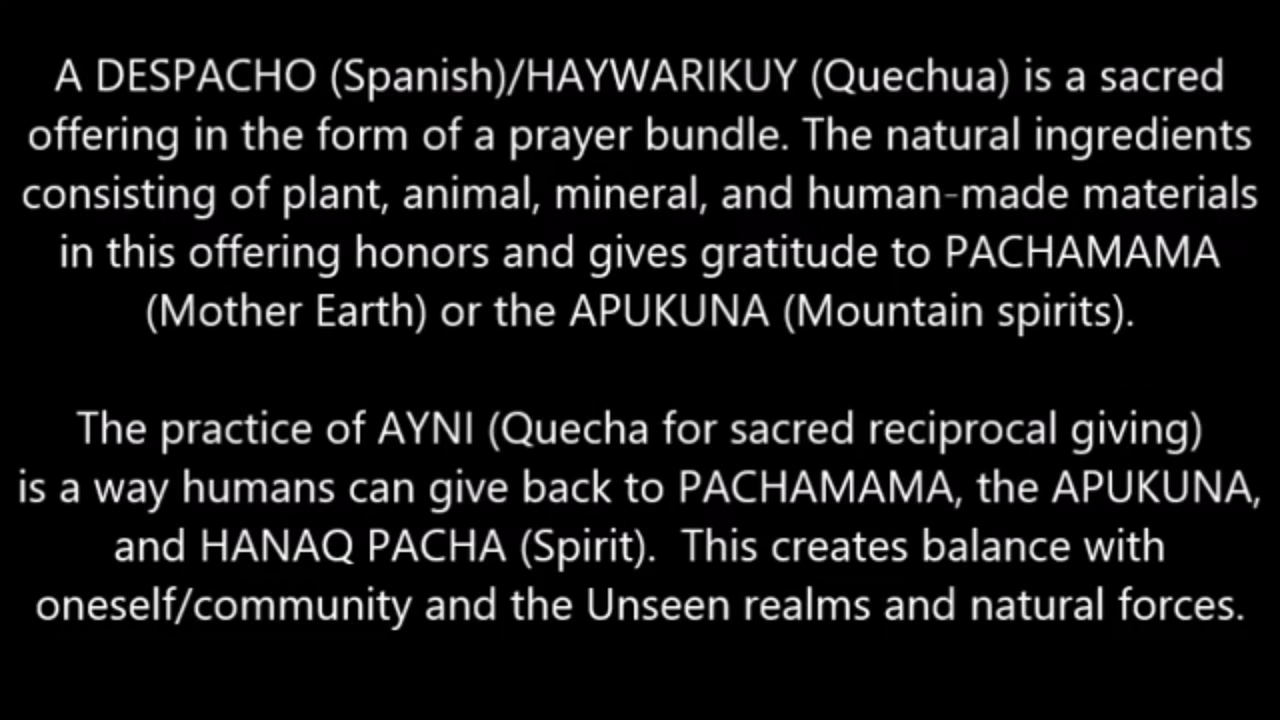 A DESPACHO (Spanish)/HAYWARIKUY (Quechua) is a sacred
offering in the form of a prayer bundle. The natural ingredients
consisting of plant, animal, mineral, and human-made materials
in this offering honors and gives gratitude to PACHAMAMA
(Mother Earth) or the APUKUNA (Mountain spirits).
The practice of AYNI (Quecha for sacred reciprocal giving)
is a way humans can give back to PACHAMAMA, the APUKUNA,
and HANAQ PACHA (Spirit).  This creates balance with
oneself/community and the Unseen realms and natural forces.